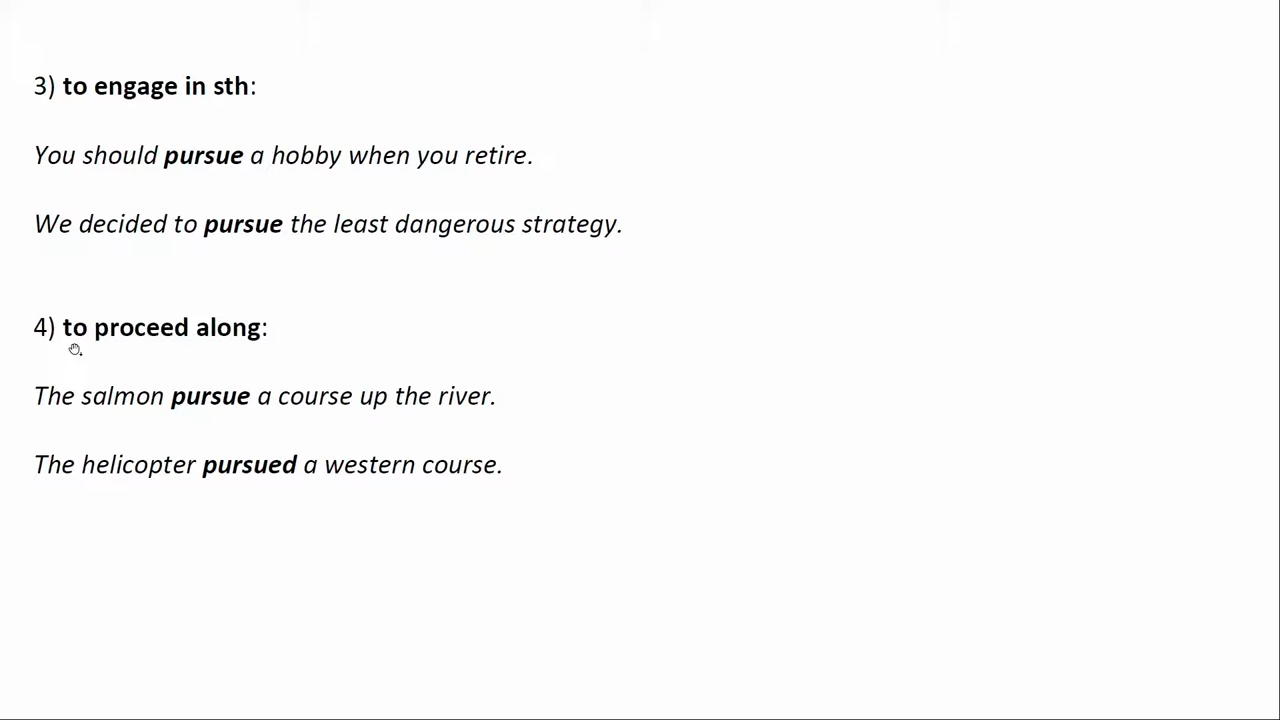 3) to engage in sth:
You should pursue a hobby when you retire.
We decided to pursue the least dangerous strategy.
4) to proceed along:
The salmon pursue a course up the river.
The helicopter pursued a western course.